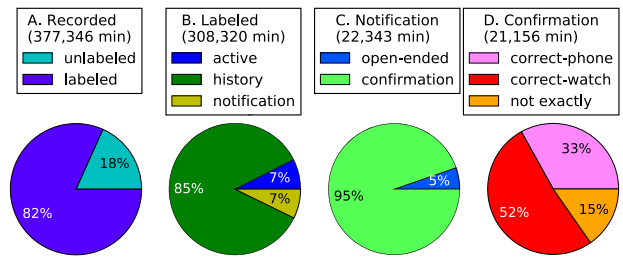 A. Recorded
(377,346 min)
unlabeled
labeled
B. Labeled
(308,320 min)
active
history
notification
C. Notification
(22,343 min)
open-ended
confirmation
D. Confirmation
(21,156 min)
correct-phone
correct-watch
not exactly
18%
82%
7%
85%
7%
5%
95%
33%
52%
15%